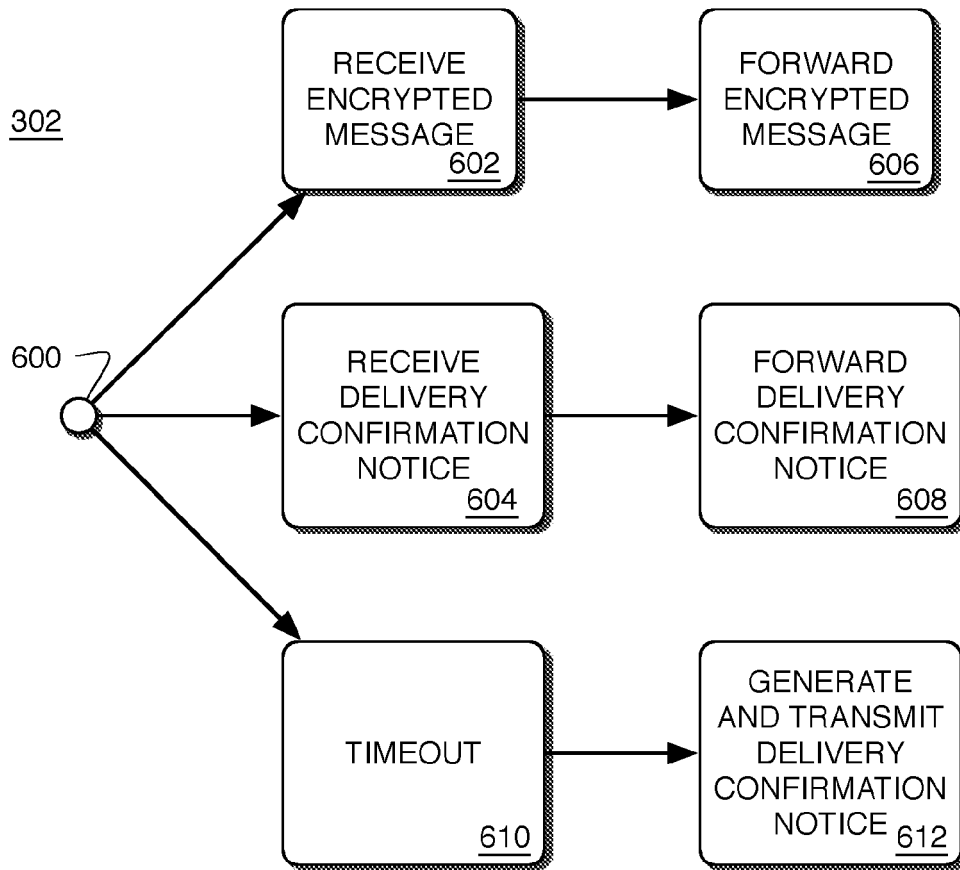 RECEIVE
ENCRYPTED
MESSAGE
602
FORWARD
ENCRYPTED
MESSAGE
606
302
600
RECEIVE
DELIVERY
CONFIRMATION
NOTICE
604
FORWARD
DELIVERY
CONFIRMATION
NOTICE
608
TIMEOUT
610
GENERATE
AND TRANSMIT
DELIVERY
CONFIRMATION
NOTICE
612